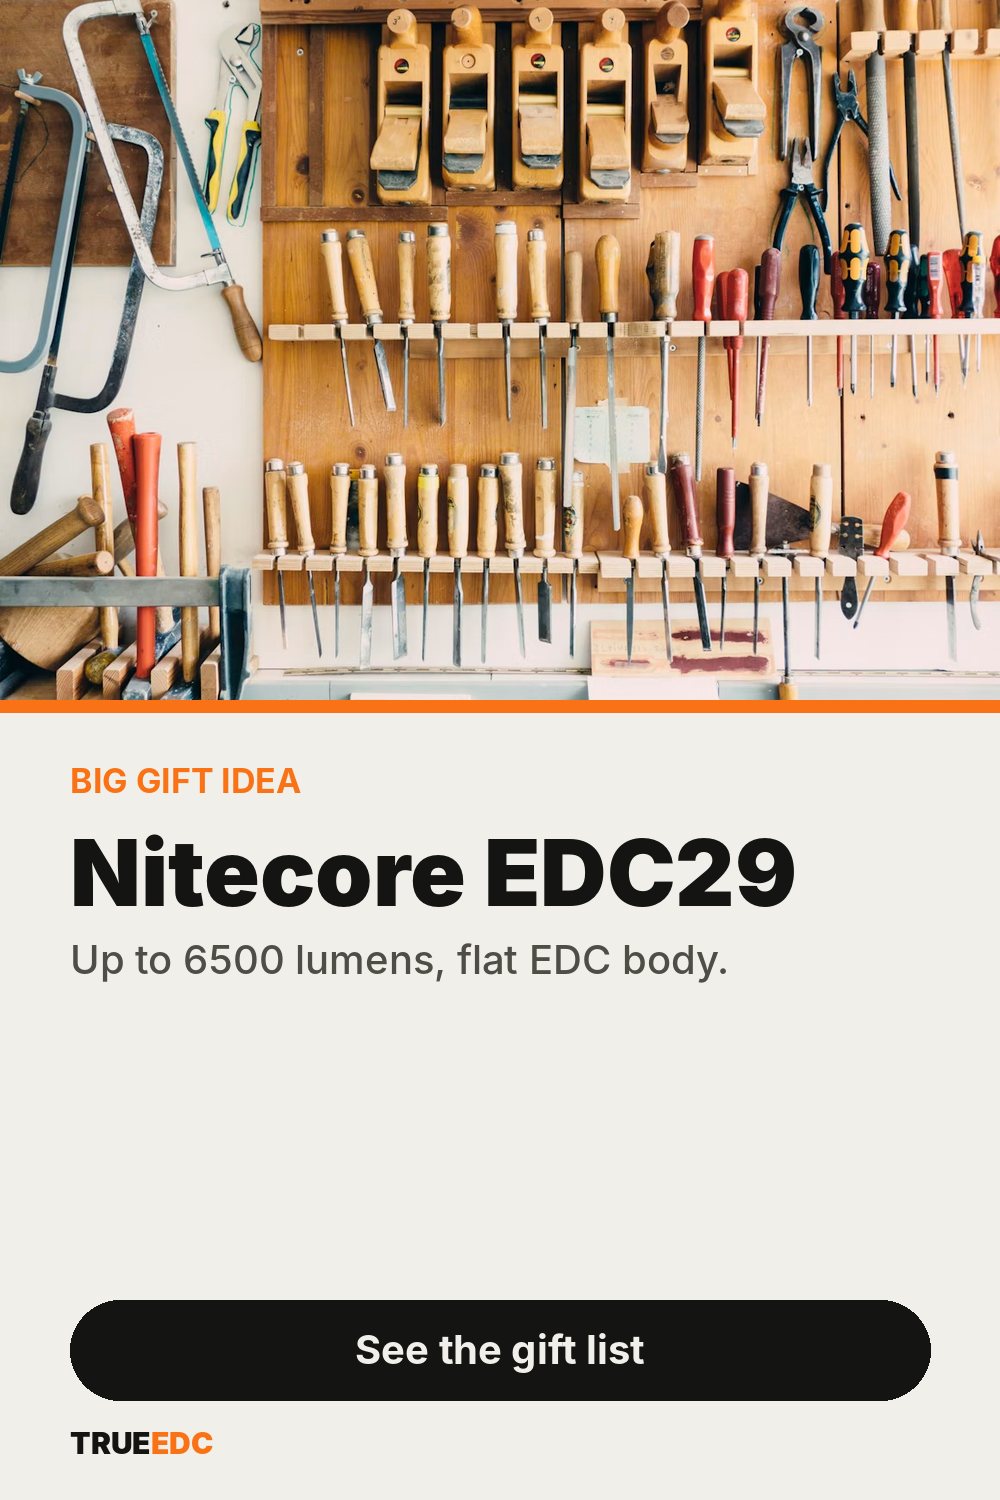 BIG GIFT IDEA
Nitecore EDC29
Up to 6500 lumens, flat EDC body.
See the gift list
TRUEEDC